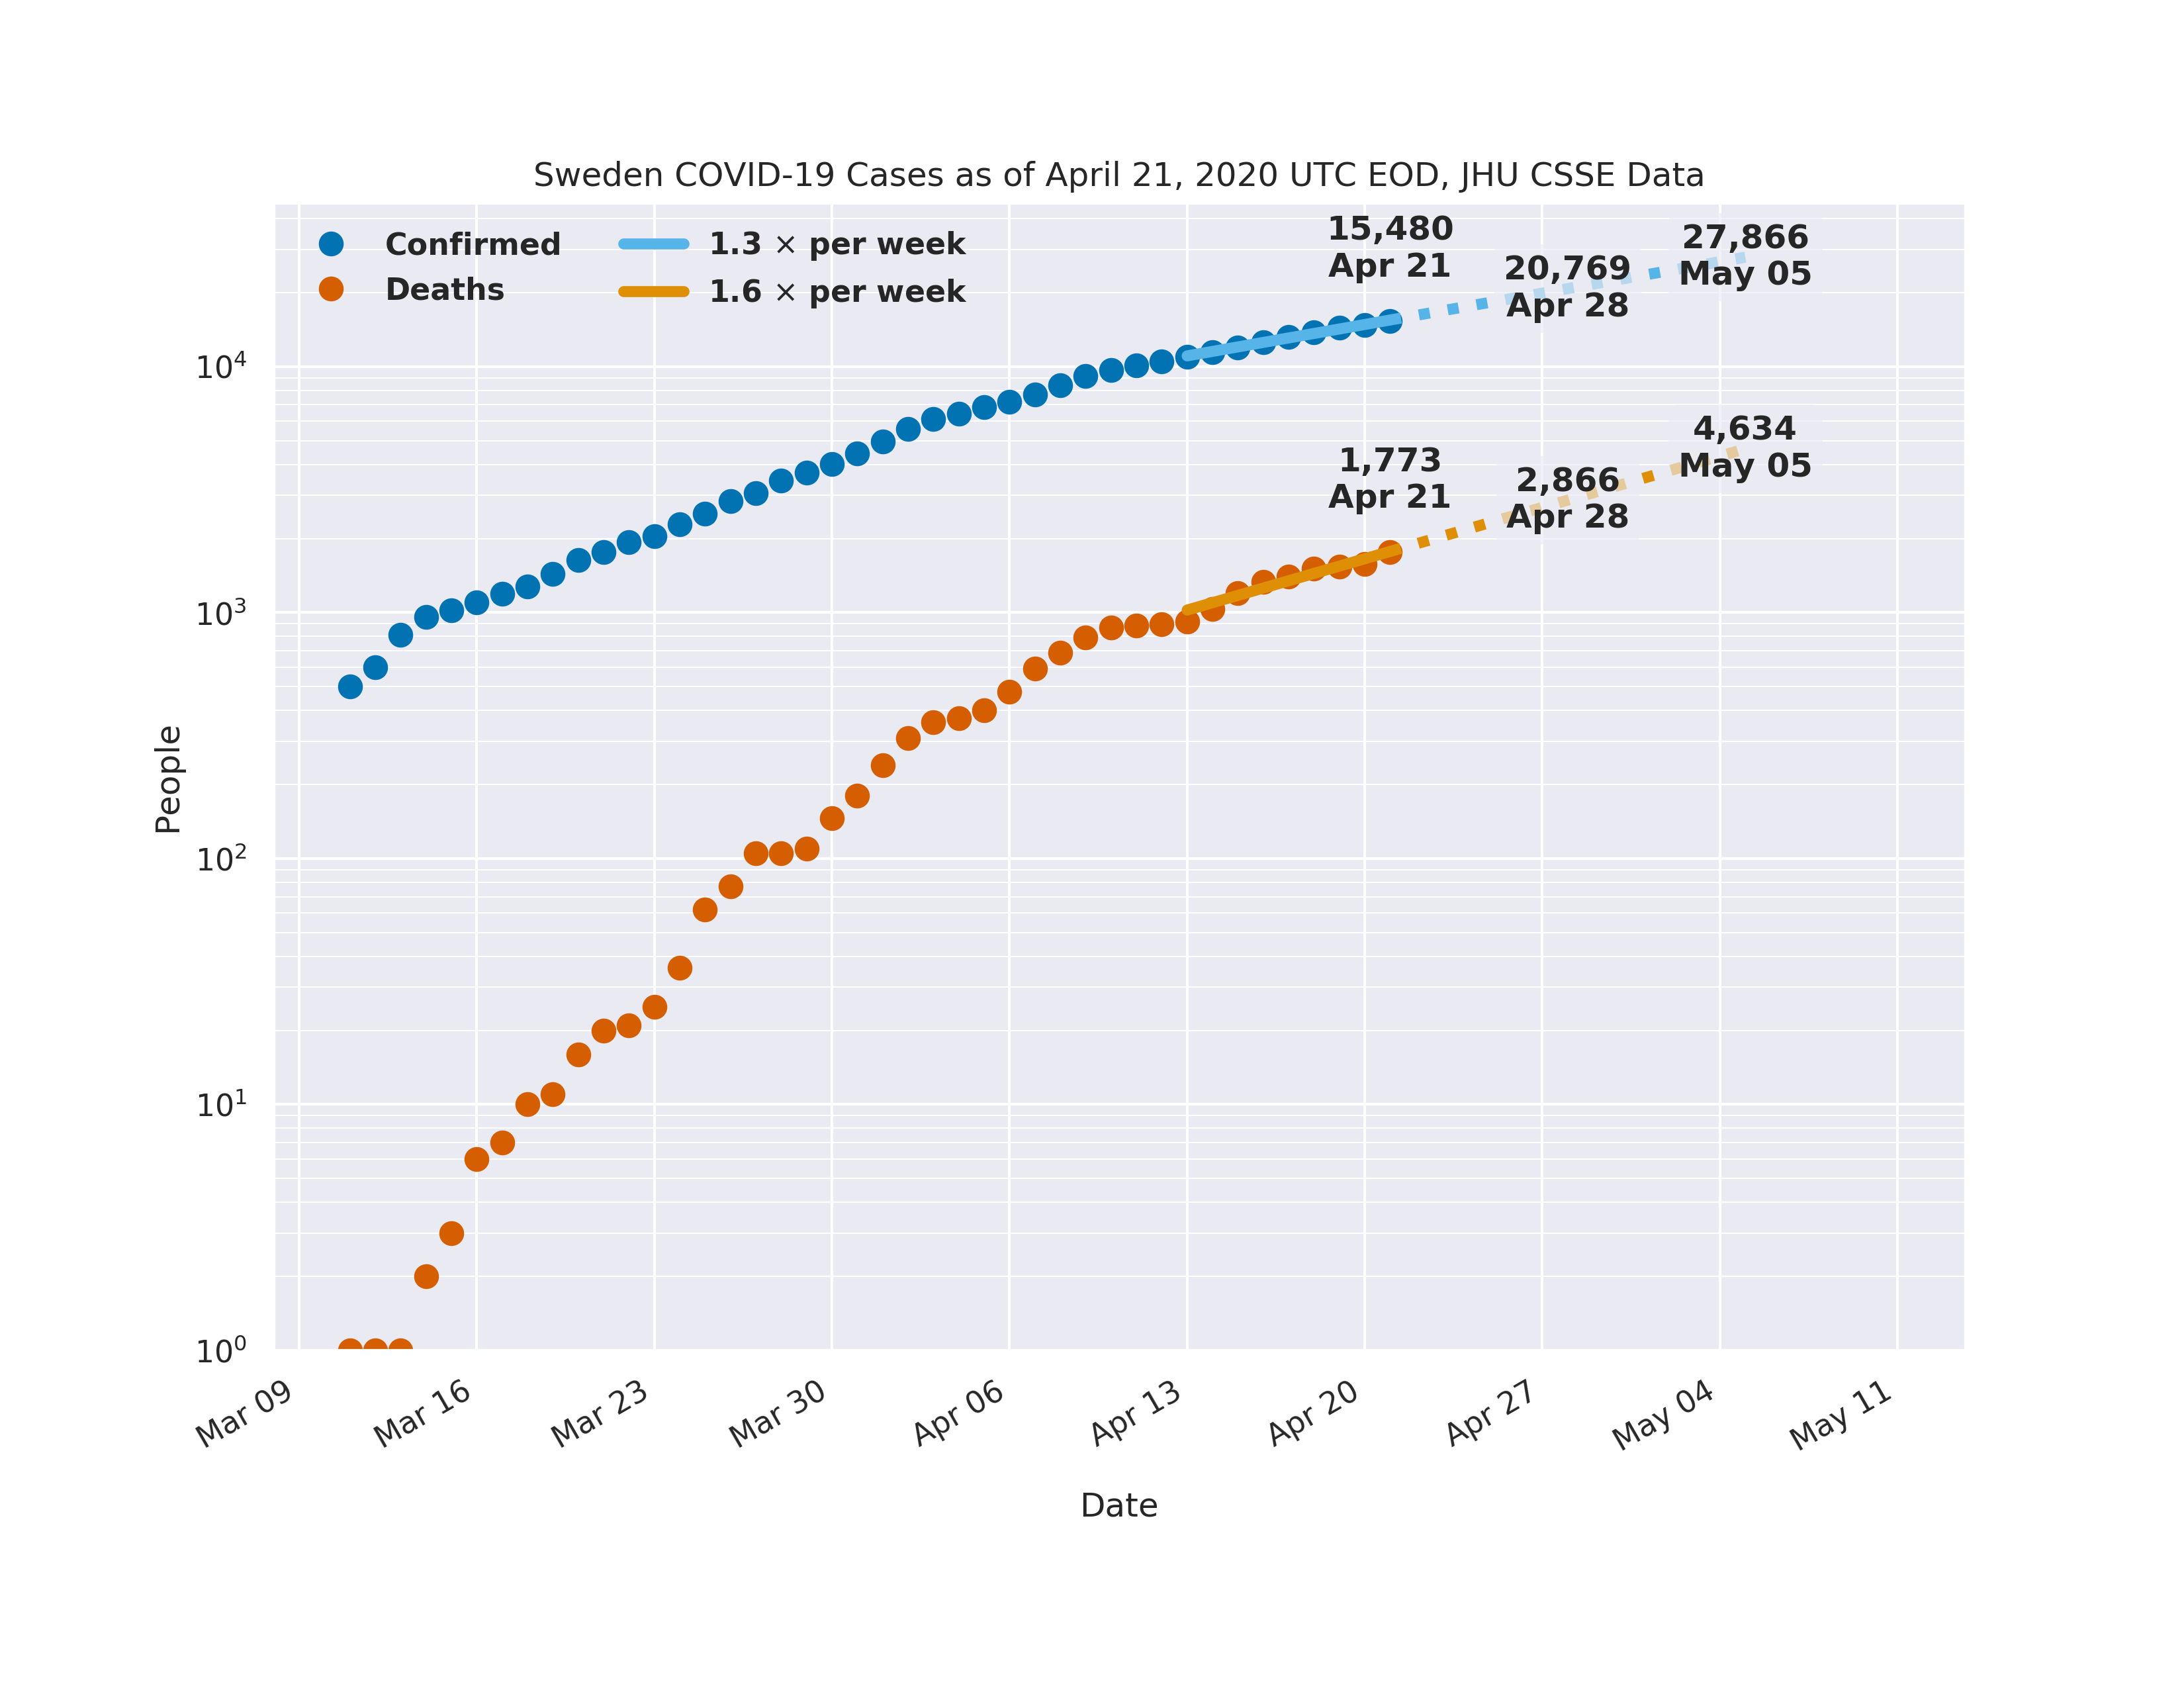 Sweden COVID-19 Cases as of April 21, 2020 UTC EOD, JHU CSSE Data
Confirmed
Deaths
1.3 × per week
1.6 × per week
15,480
Apr 21
20,769
Apr 28
27,866
May 05
1,773
Apr 21
2,866
Apr 28
4,634
May 05
People
10⁴
10³
10²
10¹
10⁰
Mar 09
Mar 16
Mar 23
Mar 30
Apr 06
Apr 13
Apr 20
Apr 27
May 04
May 11
Date